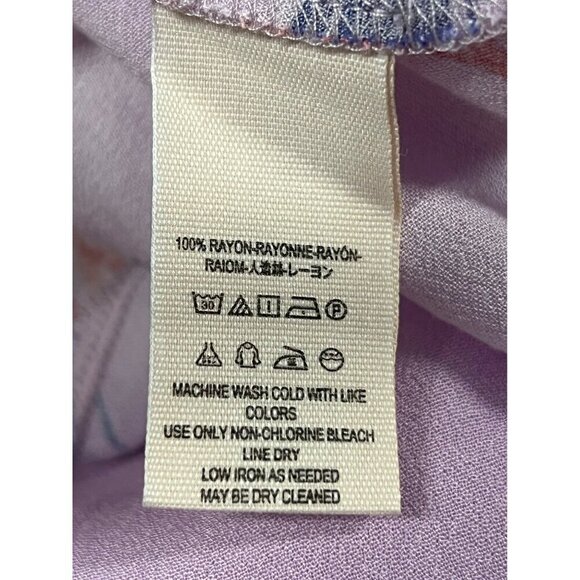 100% RAYON-RAYONNE-RAYÓN-
RAIOM-人造絲-レーヨン
30
P
MACHINE WASH COLD WITH LIKE
COLORS
USE ONLY NON-CHLORINE BLEACH
LINE DRY
LOW IRON AS NEEDED
MAY BE DRY CLEANED